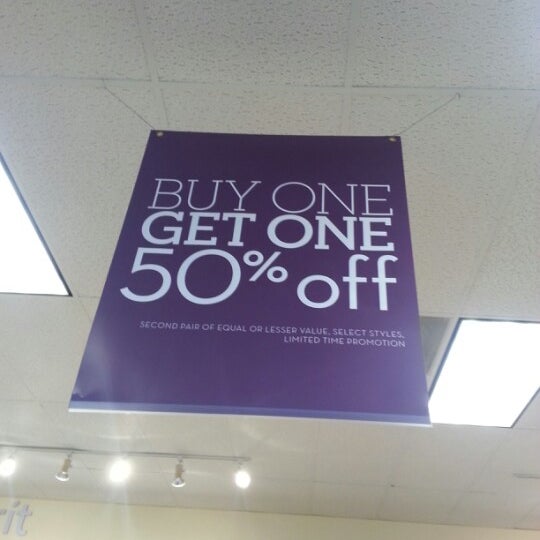 BUY ONE
GET ONE
50% off
SECOND PAIR OF EQUAL OR LESSER VALUE, SELECT STYLES,
LIMITED TIME PROMOTION